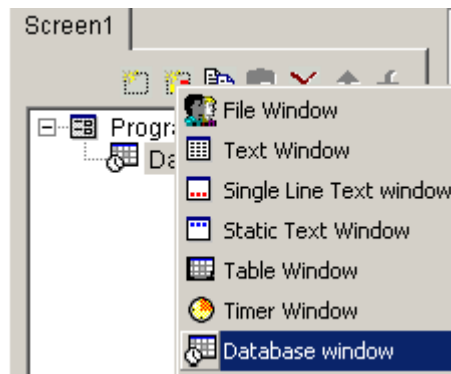 Screen1
File Window
Text Window
Single Line Text window
Static Text Window
Table Window
Timer Window
Database window